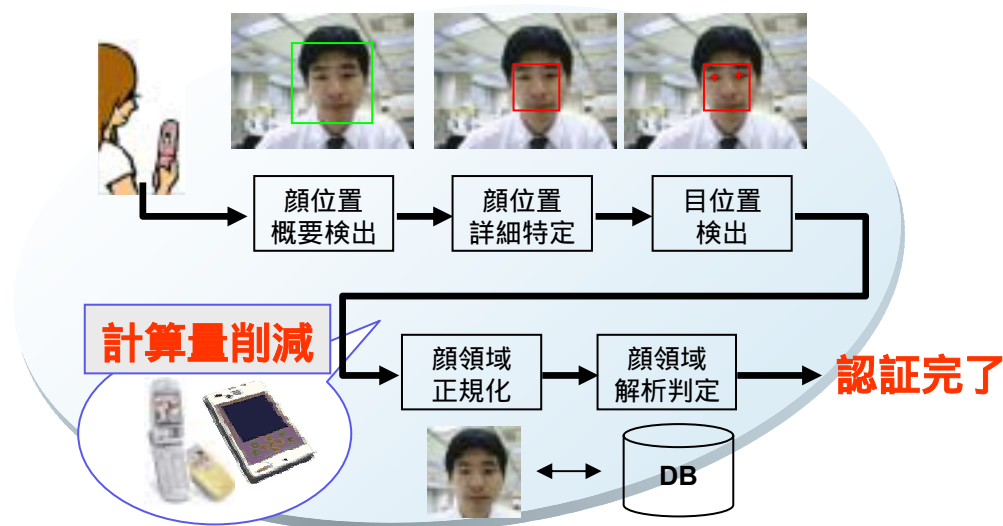 顔位置
概要検出
顔位置
詳細特定
目位置
検出
計算量削減
顔領域
正規化
顔領域
解析判定
認証完了
DB